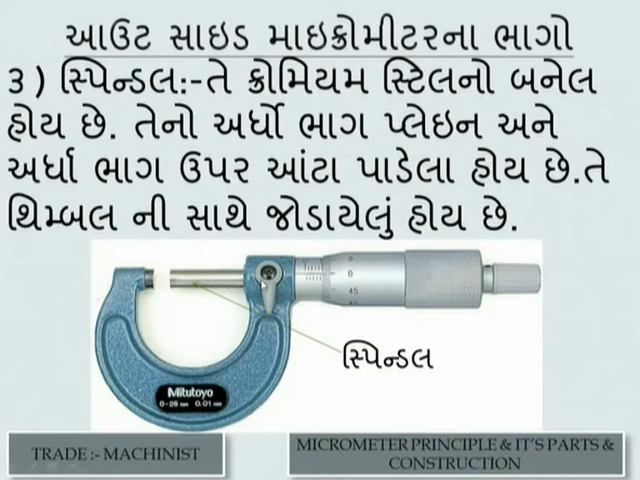 આઉટ સાઇડ માઇક્રોમીટરના ભાગો
૩) સ્પિન્ડલ:-તે ક્રોમિયમ સ્ટિલનો બનેલ
હોય છે. તેનો અર્ધો ભાગ પ્લેઇન અને
અર્ધા ભાગ ઉપર આંટા પાડેલા હોય છે.તે
થિમ્બલ ની સાથે જોડાયેલું હોય છે.
0
45
સ્પિન્ડલ
Mitutoyo
0-25 mm 0.01 mm
TRADE :- MACHINIST
MICROMETER PRINCIPLE & IT'S PARTS &
CONSTRUCTION